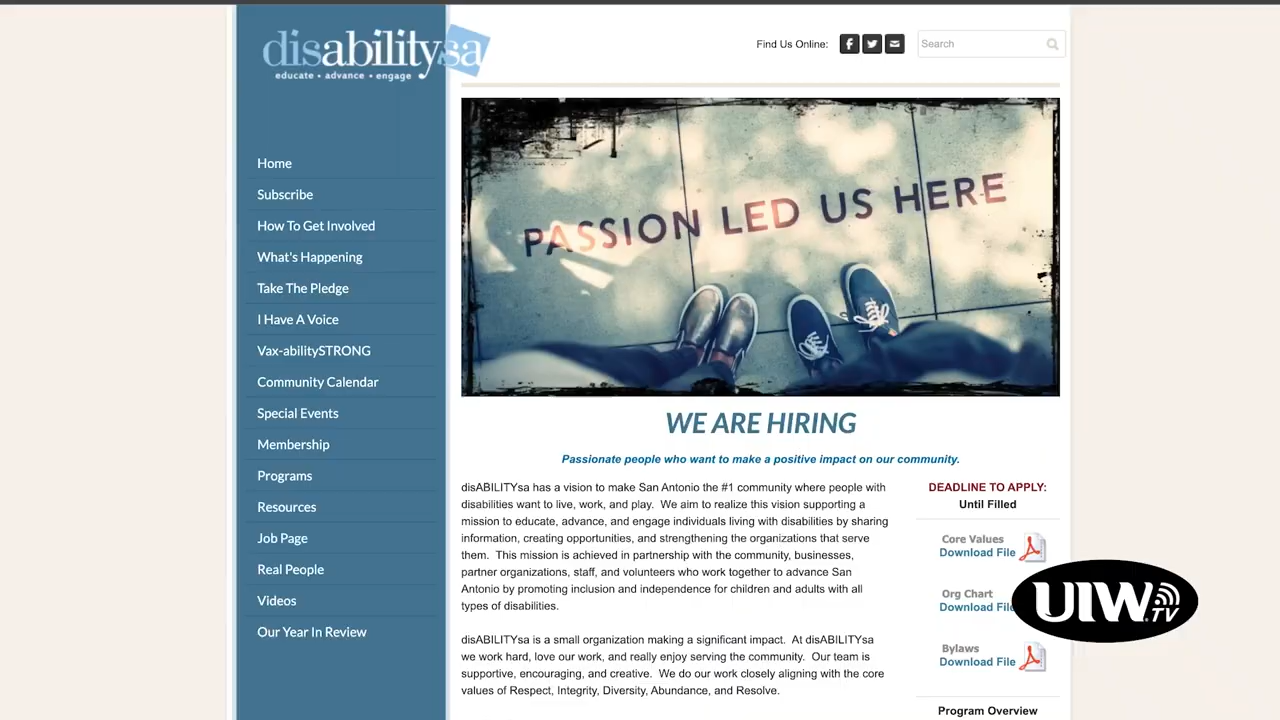 disabilitysa
educate • advance • engage
Find Us Online:
Search
Home
Subscribe
How To Get Involved
What's Happening
Take The Pledge
I Have A Voice
Vax-abilitySTRONG
Community Calendar
Special Events
Membership
Programs
Resources
Job Page
Real People
Videos
Our Year In Review
PASSION LED US HERE
WE ARE HIRING
Passionate people who want to make a positive impact on our community.
disABILITYsa has a vision to make San Antonio the #1 community where people with
disabilities want to live, work, and play.  We aim to realize this vision supporting a
mission to educate, advance, and engage individuals living with disabilities by sharing
information, creating opportunities, and strengthening the organizations that serve
them.  This mission is achieved in partnership with the community, businesses,
partner organizations, staff, and volunteers who work together to advance San
Antonio by promoting inclusion and independence for children and adults with all
types of disabilities.
disABILITYsa is a small organization making a significant impact.  At disABILITYsa
we work hard, love our work, and really enjoy serving the community.  Our team is
supportive, encouraging, and creative.  We do our work closely aligning with the core
values of Respect, Integrity, Diversity, Abundance, and Resolve.
DEADLINE TO APPLY:
Until Filled
Core Values
Download File
Org Chart
Download File
Bylaws
Download File
Program Overview
UIW.TV